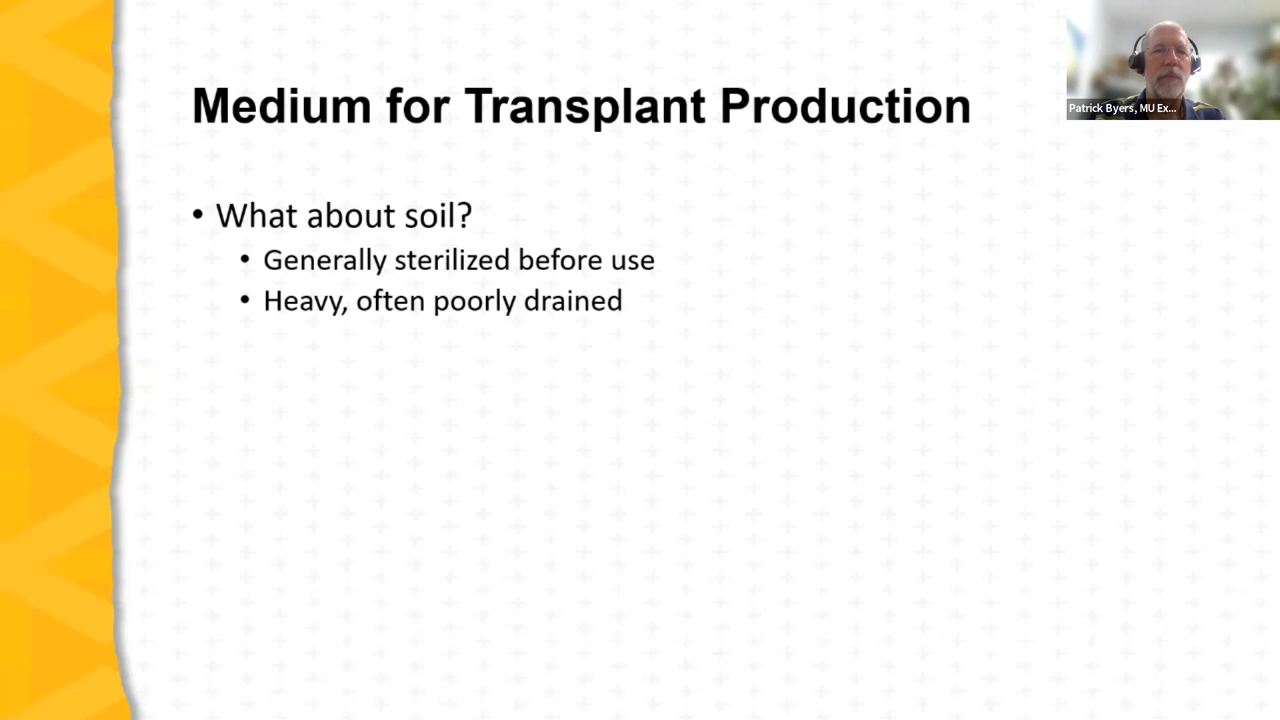 Medium for Transplant Production
• What about soil?
• Generally sterilized before use
• Heavy, often poorly drained
Patrick Byers, MU Ex...